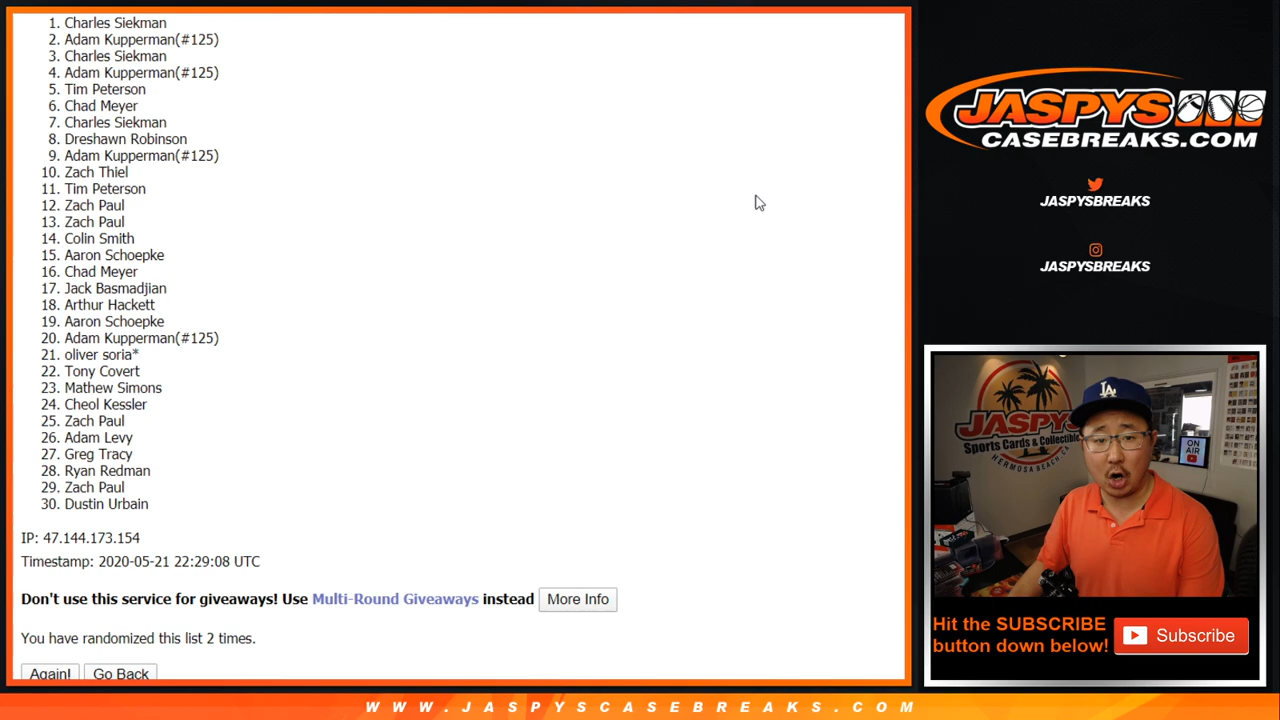 1. Charles Siekman
2. Adam Kupperman(#125)
3. Charles Siekman
4. Adam Kupperman(#125)
5. Tim Peterson
6. Chad Meyer
7. Charles Siekman
8. Dreshawn Robinson
9. Adam Kupperman(#125)
10. Zach Thiel
11. Tim Peterson
12. Zach Paul
13. Zach Paul
14. Colin Smith
15. Aaron Schoepke
16. Chad Meyer
17. Jack Basmadjian
18. Arthur Hackett
19. Aaron Schoepke
20. Adam Kupperman(#125)
21. oliver soria*
22. Tony Covert
23. Mathew Simons
24. Cheol Kessler
25. Zach Paul
26. Adam Levy
27. Greg Tracy
28. Ryan Redman
29. Zach Paul
30. Dustin Urbain
IP: 47.144.173.154
Timestamp: 2020-05-21 22:29:08 UTC
Don't use this service for giveaways! Use Multi-Round Giveaways instead More Info
You have randomized this list 2 times.
Again! Go Back
JASPYS
CASEBREAKS.COM
JASPYSBREAKS
JASPYSBREAKS
LA
JASPYS
Sports Cards & Collectible
HERMOSA BEACH, CA
ON
AIR
Hit the SUBSCRIBE
button down below!
Subscribe
WWW.JASPYSCASEBREAKS.COM